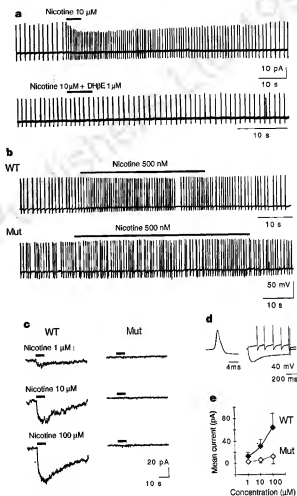 a
Nicotine 10 µM
10 pA
10 s
Nicotine 10µM + DHβE 1µM
10 s
b
Nicotine 500 nM
WT
10 s
Nicotine 500 nM
Mut
50 mV
10 s
c
WT
Mut
Nicotine 1 µM
Nicotine 10 µM
Nicotine 100 µM
20 pA
10 s
d
4ms
40 mV
200 ms
e
Mean current (pA)
80
40
0
WT
Mut
1 10 100
Concentration (µM)